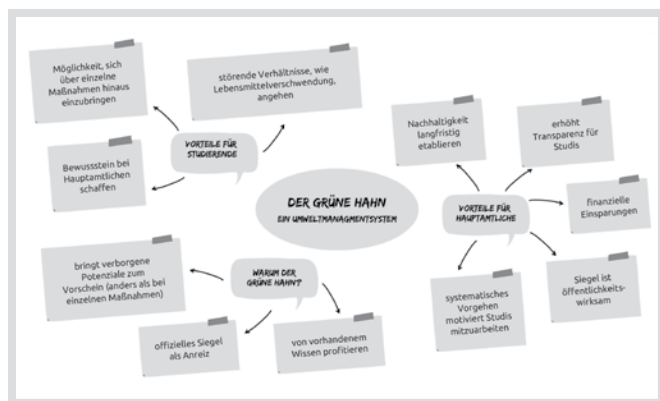 Möglichkeit, sich
über einzelne
Maßnahmen hinaus
einzubringen
störende Verhältnisse, wie
Lebensmittelverschwendung,
angehen
VORTEILE FÜR
STUDIERENDE
Bewusstsein bei
Hauptamtlichen
schaffen
Nachhaltigkeit
langfristig
etablieren
erhöht
Transparenz für
Studis
VORTEILE FÜR
HAUPTAMTLICHE
finanzielle
Einsparungen
Siegel ist
öffentlichkeits-
wirksam
systematisches
Vorgehen
motiviert Studis
mitzuarbeiten
DER GRÜNE HAHN
EIN UMWELTMANAGMENTSYSTEM
WARUM DER
GRÜNE HAHN?
bringt verborgene
Potenziale zum
Vorschein (anders als bei
einzelnen Maßnahmen)
offizielles Siegel
als Anreiz
von vorhandenem
Wissen profitieren